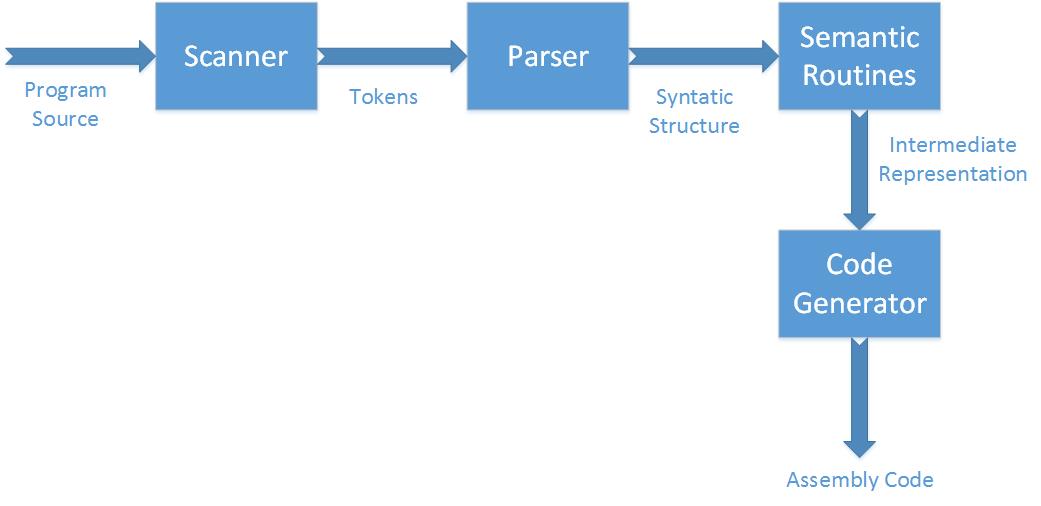 Scanner
Parser
Semantic
Routines
Program
Source
Tokens
Syntatic
Structure
Intermediate
Representation
Code
Generator
Assembly Code